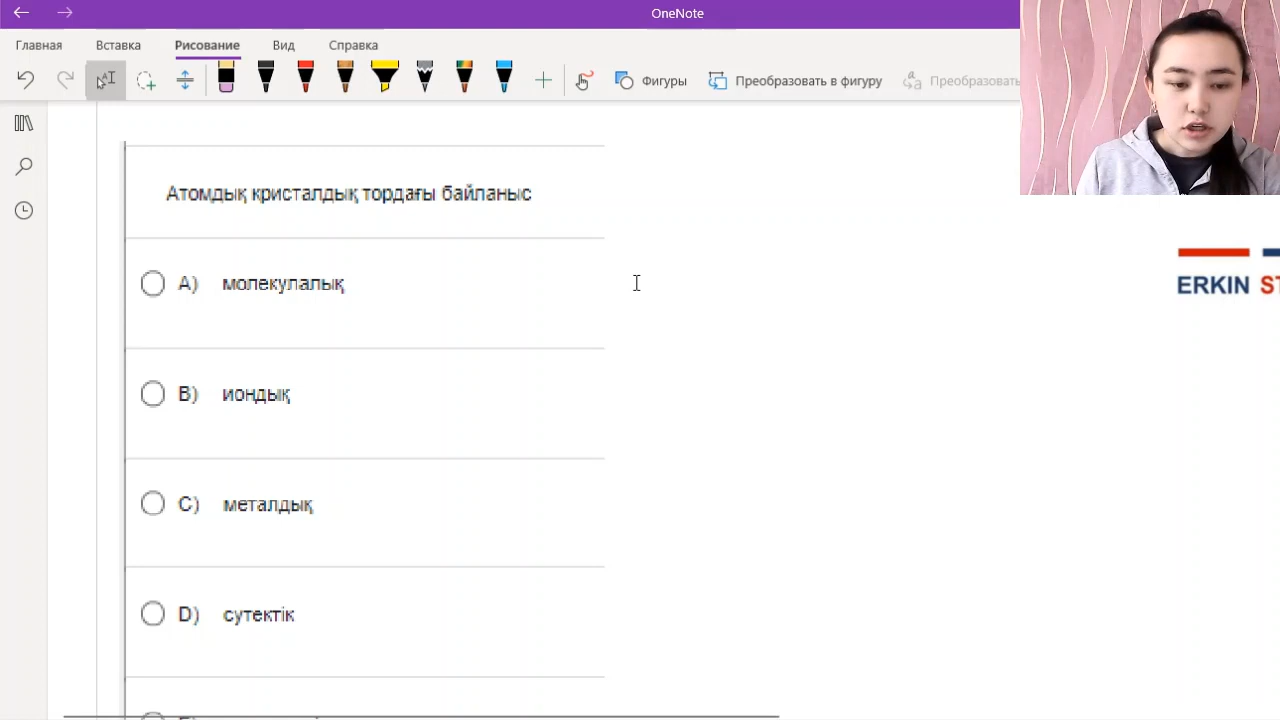 OneNote
Главная Вставка Рисование Вид Справка
Фигуры Преобразовать в фигуру Преобразовать
Атомдық кристалдық тордағы байланыс
A) молекулалық
B) иондық
C) металдық
D) сутектік
ERKIN ST